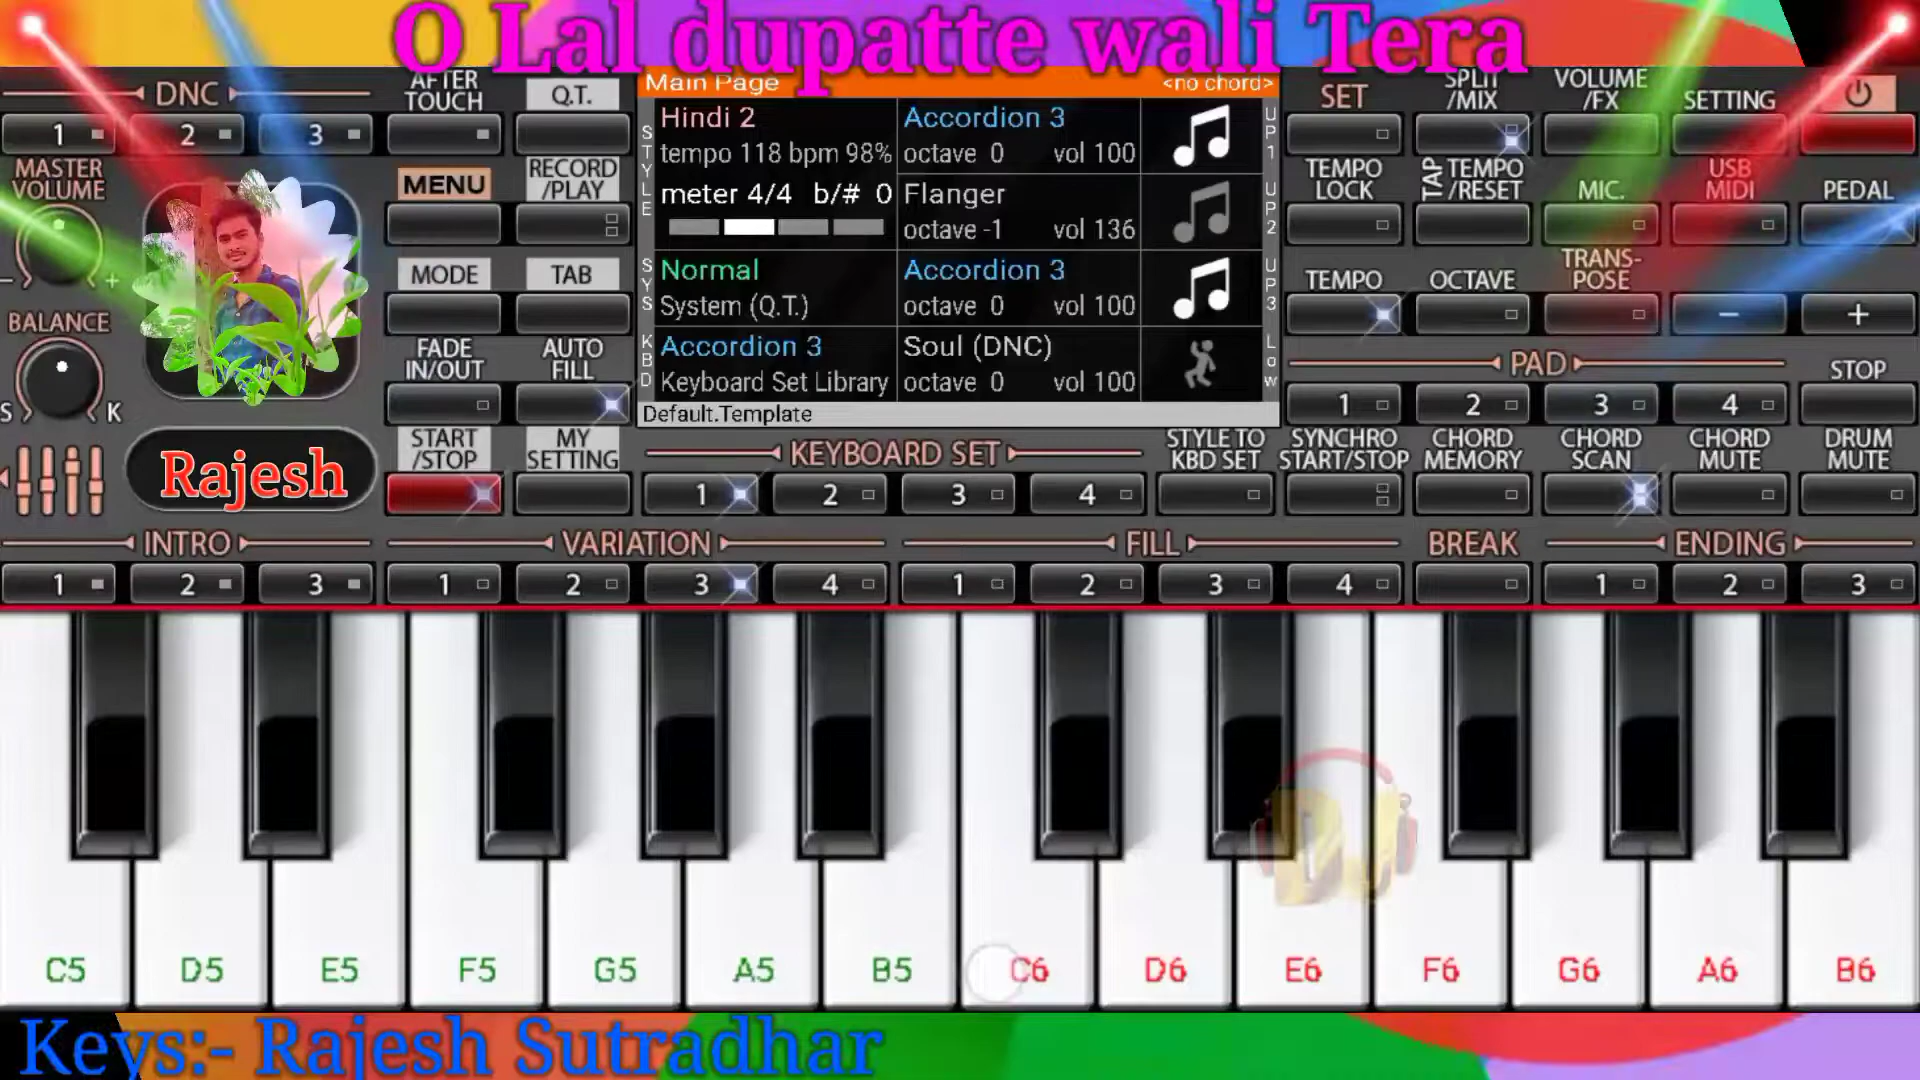 O Lal dupatte wali Tera
DNC
AFTER TOUCH
Q.T.
1 2 3
MASTER VOLUME
BALANCE
S K
Rajesh
MENU
RECORD /PLAY
MODE
TAB
FADE IN/OUT
AUTO FILL
START /STOP
MY SETTING
Main Page <no chord>
STYLE
Hindi 2
tempo 118 bpm 98%
meter 4/4 b/# 0
SYS
Normal
System (Q.T.)
KBD
Accordion 3
Keyboard Set Library
Accordion 3
octave 0 vol 100
UP1
Flanger
octave -1 vol 136
UP2
Accordion 3
octave 0 vol 100
UP3
Soul (DNC)
octave 0 vol 100
Low
Default.Template
SET
SPLIT /MIX
VOLUME /FX
SETTING
TEMPO LOCK
TAP TEMPO /RESET
MIC.
USB MIDI
PEDAL
TEMPO
OCTAVE
TRANS-POSE
− +
PAD
STOP
1 2 3 4
KEYBOARD SET
1 2 3 4
STYLE TO KBD SET
SYNCHRO START/STOP
CHORD MEMORY
CHORD SCAN
CHORD MUTE
DRUM MUTE
INTRO
VARIATION
FILL
BREAK
ENDING
1 2 3 1 2 3 4 1 2 3 4 1 2 3
DJ
C5 D5 E5 F5 G5 A5 B5 C6 D6 E6 F6 G6 A6 B6
Keys:- Rajesh Sutradhar